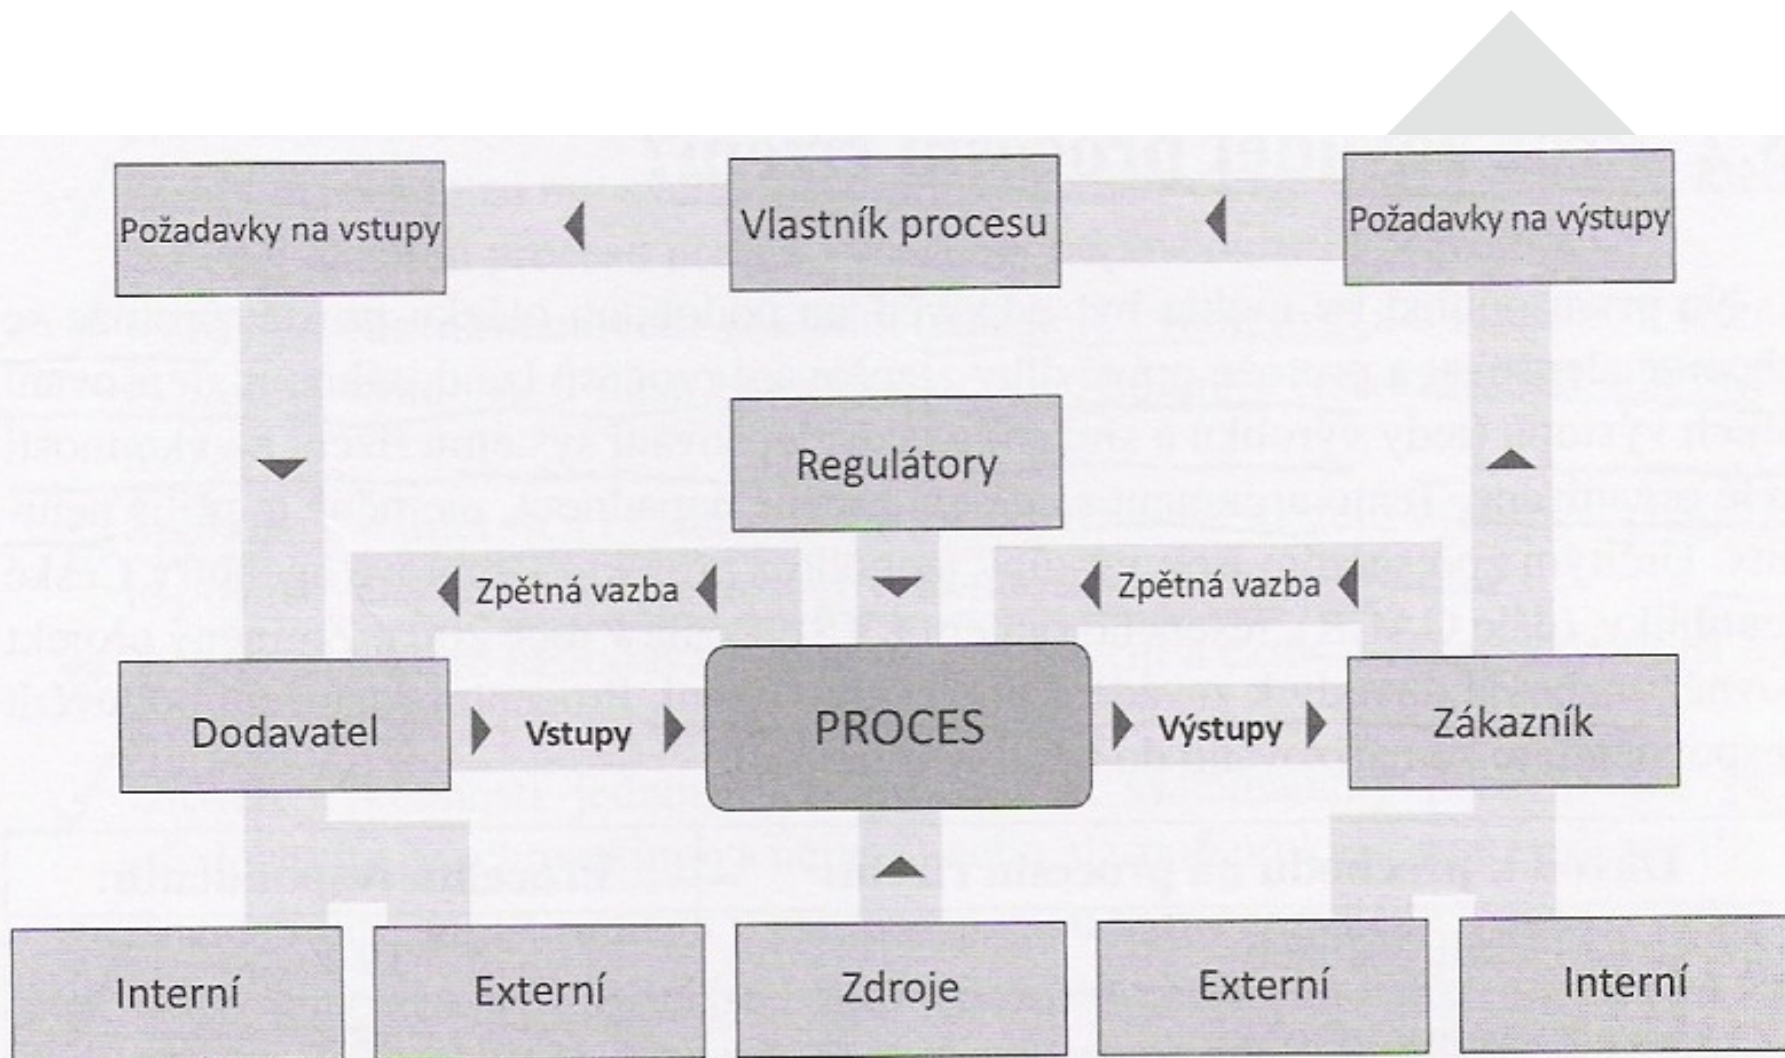 Požadavky na vstupy
Vlastník procesu
Požadavky na výstupy
Regulátory
Zpětná vazba
Zpětná vazba
Dodavatel
Vstupy
PROCES
Výstupy
Zákazník
Interní
Externí
Zdroje
Externí
Interní